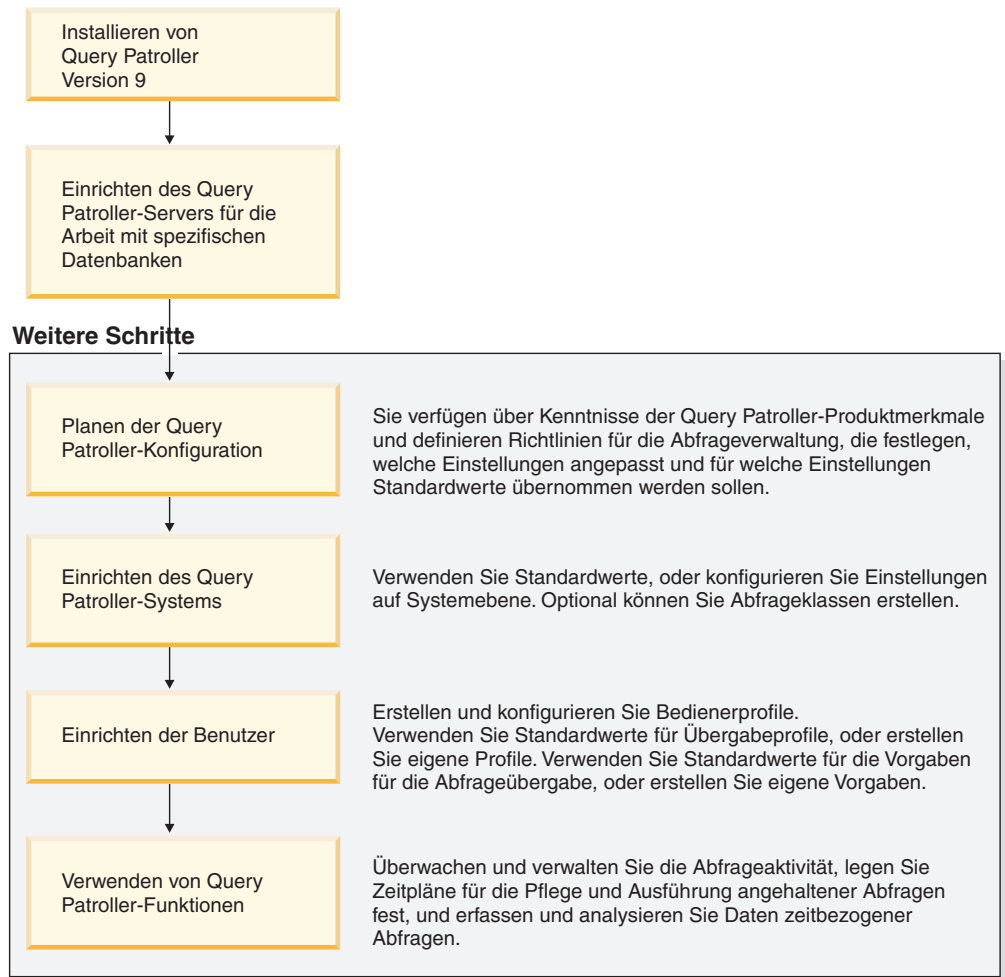 Installieren von
Query Patroller
Version 9
Einrichten des Query
Patroller-Servers für die
Arbeit mit spezifischen
Datenbanken
Weitere Schritte
Planen der Query
Patroller-Konfiguration
Sie verfügen über Kenntnisse der Query Patroller-Produktmerkmale
und definieren Richtlinien für die Abfrageverwaltung, die festlegen,
welche Einstellungen angepasst und für welche Einstellungen
Standardwerte übernommen werden sollen.
Einrichten des Query
Patroller-Systems
Verwenden Sie Standardwerte, oder konfigurieren Sie Einstellungen
auf Systemebene. Optional können Sie Abfrageklassen erstellen.
Einrichten der Benutzer
Erstellen und konfigurieren Sie Bedienerprofile.
Verwenden Sie Standardwerte für Übergabeprofile, oder erstellen
Sie eigene Profile. Verwenden Sie Standardwerte für die Vorgaben
für die Abfrageübergabe, oder erstellen Sie eigene Vorgaben.
Verwenden von Query
Patroller-Funktionen
Überwachen und verwalten Sie die Abfrageaktivität, legen Sie
Zeitpläne für die Pflege und Ausführung angehaltener Abfragen
fest, und erfassen und analysieren Sie Daten zeitbezogener
Abfragen.